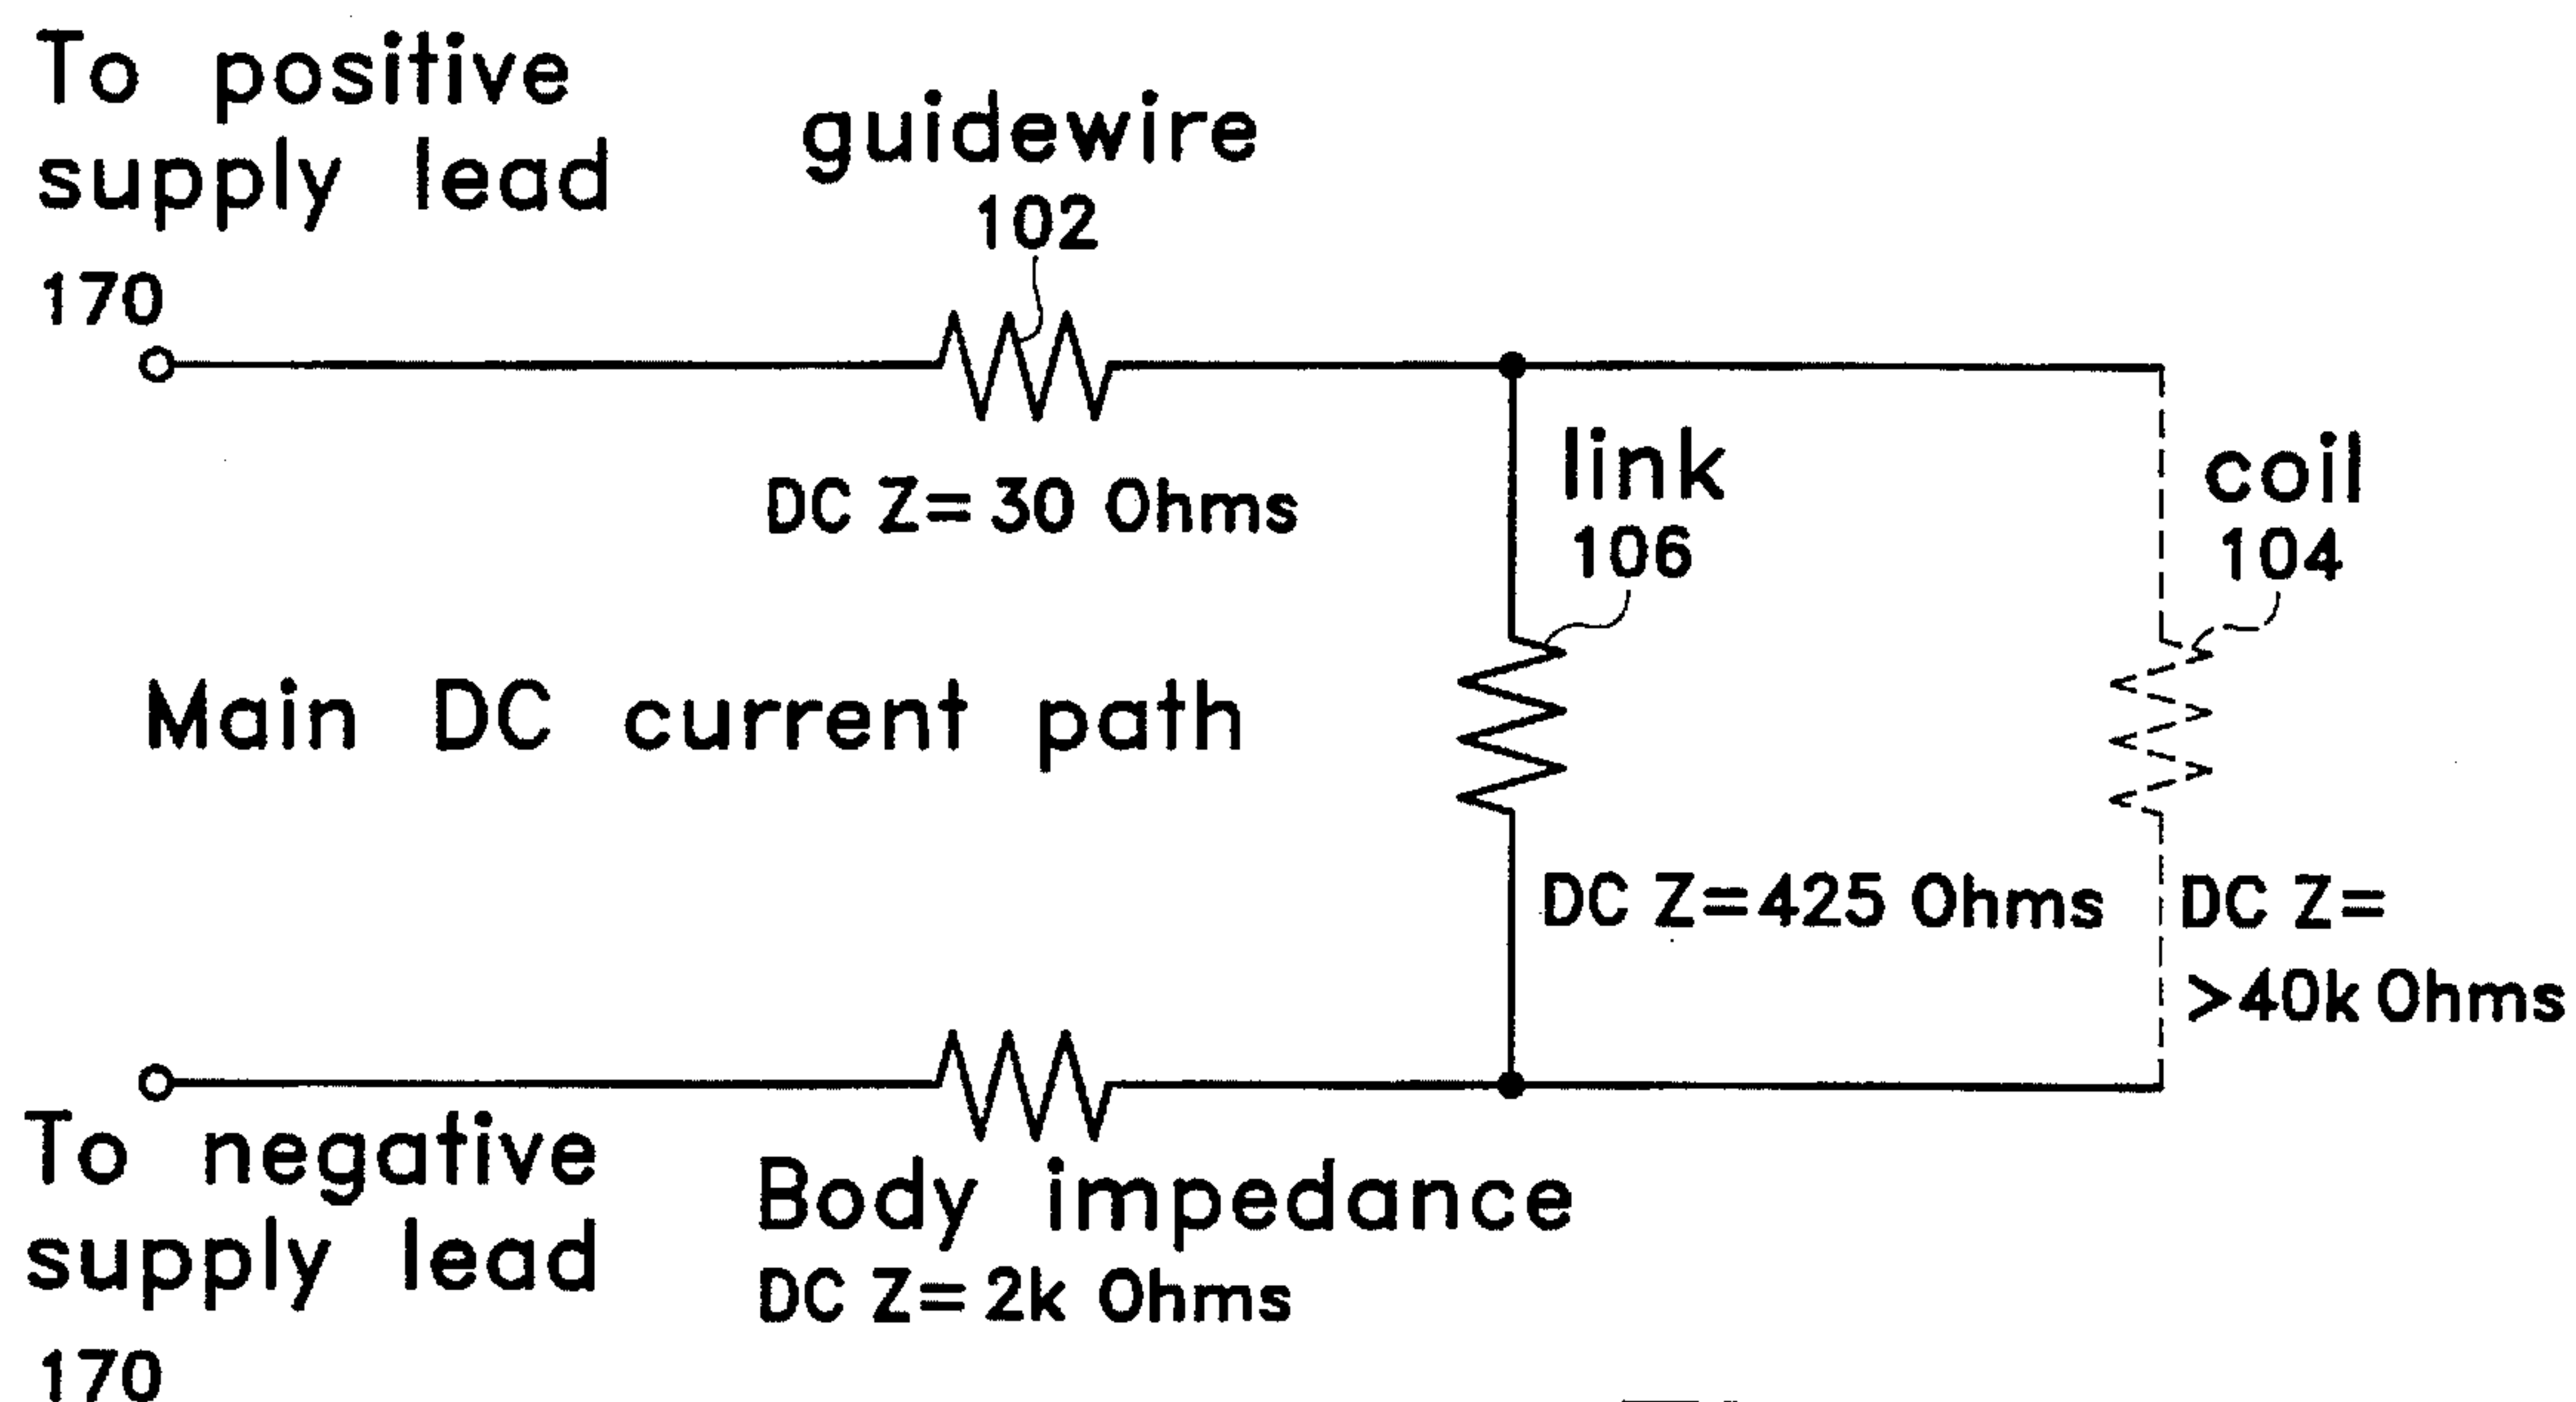 To positive
supply lead
170
guidewire
102
DC Z= 30 Ohms
link
106
coil
104
Main DC current path
DC Z=425 Ohms
DC Z=
>40k Ohms
To negative
supply lead
170
Body impedance
DC Z= 2k Ohms